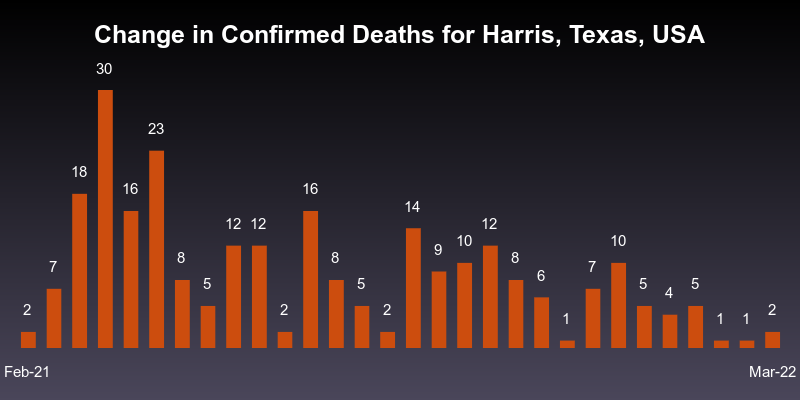 Change in Confirmed Deaths for Harris, Texas, USA
2 7 18 30 16 23 8 5 12 12 2 16 8 5 2 14 9 10 12 8 6 1 7 10 5 4 5 1 1 2
Feb-21 Mar-22